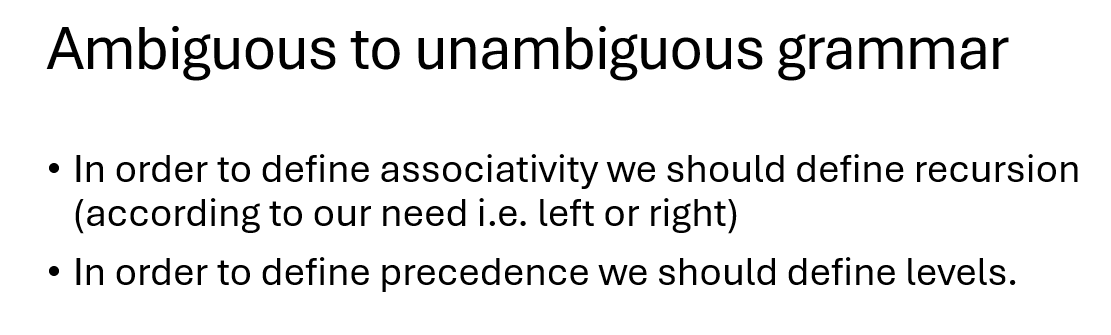 Ambiguous to unambiguous grammar
• In order to define associativity we should define recursion
(according to our need i.e. left or right)
• In order to define precedence we should define levels.